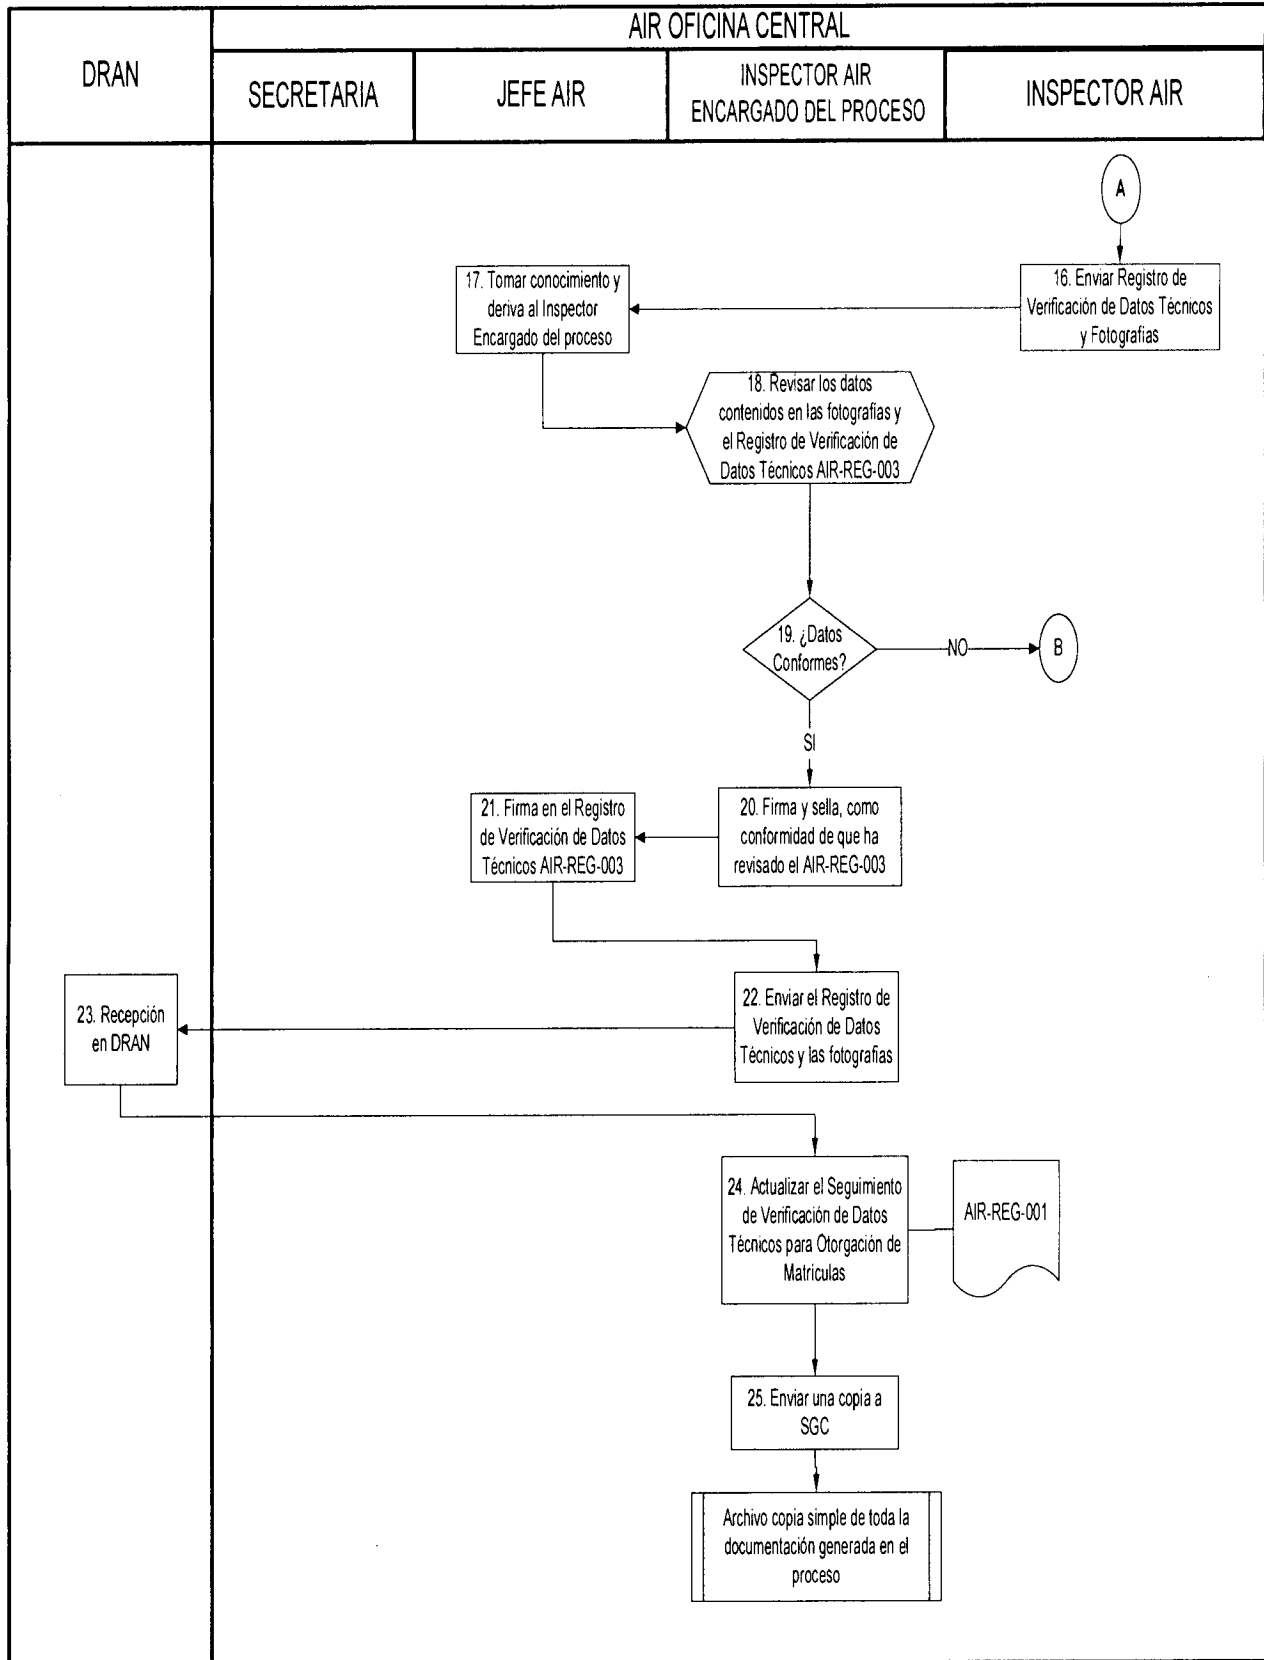 DRAN
AIR OFICINA CENTRAL
SECRETARIA
JEFE AIR
INSPECTOR AIR
ENCARGADO DEL PROCESO
INSPECTOR AIR
A
16. Enviar Registro de
Verificación de Datos Técnicos
y Fotografias
17. Tomar conocimiento y
deriva al Inspector
Encargado del proceso
18. Revisar los datos
contenidos en las fotografías y
el Registro de Verificación de
Datos Técnicos AIR-REG-003
19. ¿Datos
Conformes?
NO
B
SI
20. Firma y sella, como
conformidad de que ha
revisado el AIR-REG-003
21. Firma en el Registro
de Verificación de Datos
Técnicos AIR-REG-003
22. Enviar el Registro de
Verificación de Datos
Técnicos y las fotografias
23. Recepción
en DRAN
24. Actualizar el Seguimiento
de Verificación de Datos
Técnicos para Otorgación de
Matriculas
AIR-REG-001
25. Enviar una copia a
SGC
Archivo copia simple de toda la
documentación generada en el
proceso